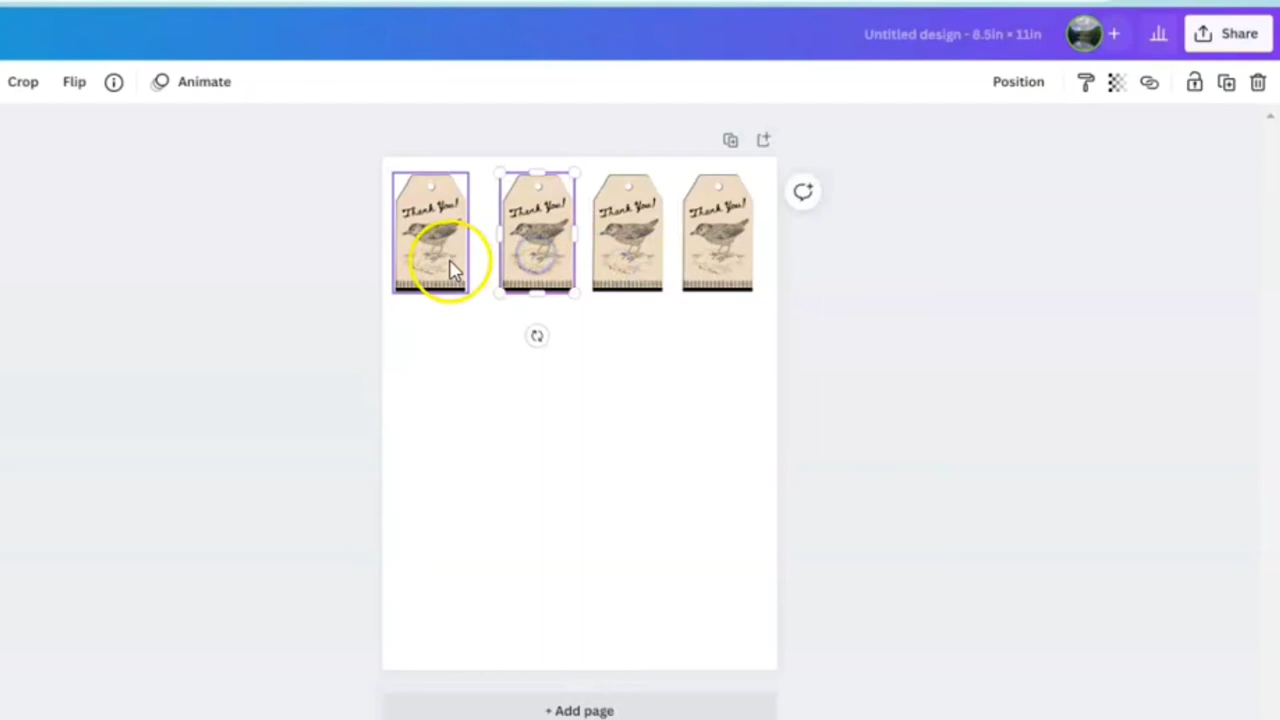 Untitled design - 8.5in × 11in
Share
Crop Flip Animate
Position
Thank You! Thank You! Thank You! Thank You!
+ Add page